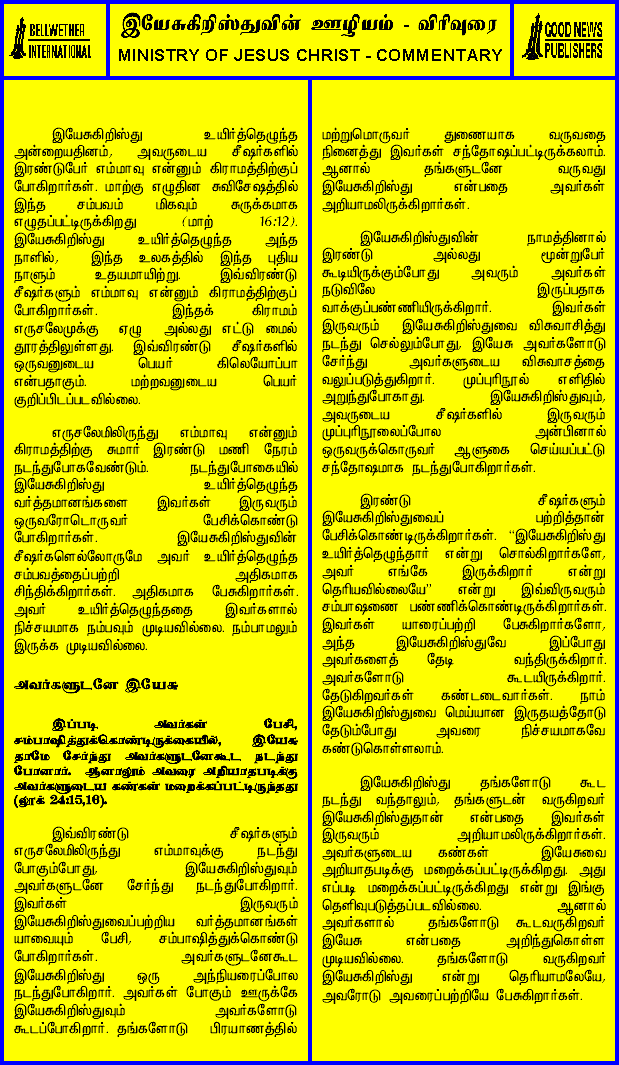 BELLWETHER
INTERNATIONAL
இயேசுகிறிஸ்துவின் ஊழியம் - விரிவுரை
MINISTRY OF JESUS CHRIST - COMMENTARY
GOOD NEWS
PUBLISHERS
இயேசுகிறிஸ்து உயிர்த்தெழுந்த
அன்றையதினம், அவருடைய சீஷர்களில்
இரண்டுபேர் எம்மாவு என்னும் கிராமத்திற்குப்
போகிறார்கள். மாற்கு எழுதின சுவிசேஷத்தில்
இந்த சம்பவம் மிகவும் சுருக்கமாக
எழுதப்பட்டிருக்கிறது (மாற் 16:12).
இயேசுகிறிஸ்து உயிர்த்தெழுந்த அந்த
நாளில், இந்த உலகத்தில் இந்த புதிய
நாளும் உதயமாயிற்று. இவ்விரண்டு
சீஷர்களும் எம்மாவு என்னும் கிராமத்திற்குப்
போகிறார்கள். இந்தக் கிராமம்
எருசலேமுக்கு ஏழு அல்லது எட்டு மைல்
தூரத்திலுள்ளது. இவ்விரண்டு சீஷர்களில்
ஒருவனுடைய பெயர் கிலெயோப்பா
என்பதாகும். மற்றவனுடைய பெயர்
குறிப்பிடப்படவில்லை.
எருசலேமிலிருந்து எம்மாவு என்னும்
கிராமத்திற்கு சுமார் இரண்டு மணி நேரம்
நடந்துபோகவேண்டும். நடந்துபோகையில்
இயேசுகிறிஸ்து உயிர்த்தெழுந்த
வர்த்தமானங்களை இவர்கள் இருவரும்
ஒருவரோடொருவர் பேசிக்கொண்டு
போகிறார்கள். இயேசுகிறிஸ்துவின்
சீஷர்களெல்லோருமே அவர் உயிர்த்தெழுந்த
சம்பவத்தைப்பற்றி அதிகமாக
சிந்திக்கிறார்கள். அதிகமாக பேசுகிறார்கள்.
அவர் உயிர்த்தெழுந்ததை இவர்களால்
நிச்சயமாக நம்பவும் முடியவில்லை. நம்பாமலும்
இருக்க முடியவில்லை.
அவர்களுடனே இயேசு
இப்படி அவர்கள் பேசி,
சம்பாஷித்துக்கொண்டிருக்கையில், இயேசு
தாமே சேர்ந்து அவர்களுடனேகூட நடந்து
போனார். ஆனாலும் அவரை அறியாதபடிக்கு
அவர்களுடைய கண்கள் மறைக்கப்பட்டிருந்தது
(லூக் 24:15,16).
இவ்விரண்டு சீஷர்களும்
எருசலேமிலிருந்து எம்மாவுக்கு நடந்து
போகும்போது, இயேசுகிறிஸ்துவும்
அவர்களுடனே சேர்ந்து நடந்துபோகிறார்.
இவர்கள் இருவரும்
இயேசுகிறிஸ்துவைப்பற்றிய வர்த்தமானங்கள்
யாவையும் பேசி, சம்பாஷித்துக்கொண்டு
போகிறார்கள். அவர்களுடனேகூட
இயேசுகிறிஸ்து ஒரு அந்நியரைப்போல
நடந்துபோகிறார். அவர்கள் போகும் ஊருக்கே
இயேசுகிறிஸ்துவும் அவர்களோடு
கூடப்போகிறார். தங்களோடு பிரயாணத்தில்
மற்றுமொருவர் துணையாக வருவதை
நினைத்து இவர்கள் சந்தோஷப்பட்டிருக்கலாம்.
ஆனால் தங்களுடனே வருவது
இயேசுகிறிஸ்து என்பதை அவர்கள்
அறியாமலிருக்கிறார்கள்.
இயேசுகிறிஸ்துவின் நாமத்தினால்
இரண்டு அல்லது மூன்றுபேர்
கூடியிருக்கும்போது அவரும் அவர்கள்
நடுவிலே இருப்பதாக
வாக்குப்பண்ணியிருக்கிறார். இவர்கள்
இருவரும் இயேசுகிறிஸ்துவை விசுவாசித்து
நடந்து செல்லும்போது, இயேசு அவர்களோடு
சேர்ந்து அவர்களுடைய விசுவாசத்தை
வலுப்படுத்துகிறார். முப்புரிநூல் எளிதில்
அறுந்துபோகாது. இயேசுகிறிஸ்துவும்,
அவருடைய சீஷர்களில் இருவரும்
முப்புரிநூலைப்போல அன்பினால்
ஒருவருக்கொருவர் ஆளுகை செய்யப்பட்டு
சந்தோஷமாக நடந்துபோகிறார்கள்.
இரண்டு சீஷர்களும்
இயேசுகிறிஸ்துவைப் பற்றித்தான்
பேசிக்கொண்டிருக்கிறார்கள். “இயேசுகிறிஸ்து
உயிர்த்தெழுந்தார் என்று சொல்கிறார்களே,
அவர் எங்கே இருக்கிறார் என்று
தெரியவில்லையே” என்று இவ்விருவரும்
சம்பாஷணை பண்ணிக்கொண்டிருக்கிறார்கள்.
இவர்கள் யாரைப்பற்றி பேசுகிறார்களோ,
அந்த இயேசுகிறிஸ்துவே இப்போது
அவர்களைத் தேடி வந்திருக்கிறார்.
அவர்களோடு கூடயிருக்கிறார்.
தேடுகிறவர்கள் கண்டடைவார்கள். நாம்
இயேசுகிறிஸ்துவை மெய்யான இருதயத்தோடு
தேடும்போது அவரை நிச்சயமாகவே
கண்டுகொள்ளலாம்.
இயேசுகிறிஸ்து தங்களோடு கூட
நடந்து வந்தாலும், தங்களுடன் வருகிறவர்
இயேசுகிறிஸ்துதான் என்பதை இவர்கள்
இருவரும் அறியாமலிருக்கிறார்கள்.
அவர்களுடைய கண்கள் இயேசுவை
அறியாதபடிக்கு மறைக்கப்பட்டிருக்கிறது. அது
எப்படி மறைக்கப்பட்டிருக்கிறது என்று இங்கு
தெளிவுபடுத்தப்படவில்லை. ஆனால்
அவர்களால் தங்களோடு கூடவருகிறவர்
இயேசு என்பதை அறிந்துகொள்ள
முடியவில்லை. தங்களோடு வருகிறவர்
இயேசுகிறிஸ்து என்று தெரியாமலேயே,
அவரோடு அவரைப்பற்றியே பேசுகிறார்கள்.